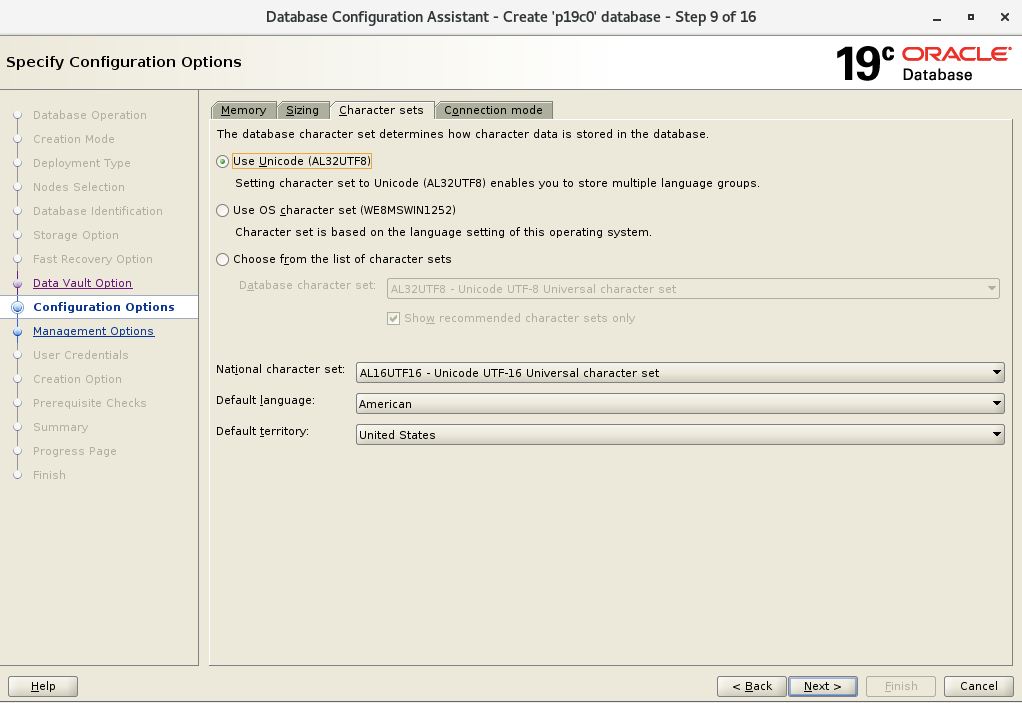 Database Configuration Assistant - Create 'p19c0' database - Step 9 of 16
Specify Configuration Options
19c ORACLE Database
Database Operation
Creation Mode
Deployment Type
Nodes Selection
Database Identification
Storage Option
Fast Recovery Option
Data Vault Option
Configuration Options
Management Options
User Credentials
Creation Option
Prerequisite Checks
Summary
Progress Page
Finish
Memory Sizing Character sets Connection mode
The database character set determines how character data is stored in the database.
Use Unicode (AL32UTF8)
Setting character set to Unicode (AL32UTF8) enables you to store multiple language groups.
Use OS character set (WE8MSWIN1252)
Character set is based on the language setting of this operating system.
Choose from the list of character sets
Database character set: AL32UTF8 - Unicode UTF-8 Universal character set
Show recommended character sets only
National character set: AL16UTF16 - Unicode UTF-16 Universal character set
Default language: American
Default territory: United States
Help < Back Next > Finish Cancel